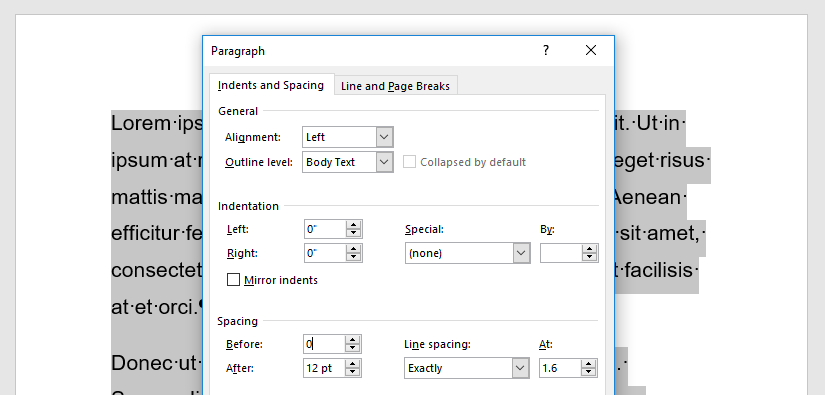 Paragraph ?
Indents and Spacing Line and Page Breaks
General
Alignment: Left
Outline level: Body Text Collapsed by default
Indentation
Left: 0" Special: By:
Right: 0" (none)
Mirror indents
Spacing
Before: 0 Line spacing: At:
After: 12 pt Exactly 1.6
Lorem·ips it.·Ut·in·
ipsum·at· eget·risus·
mattis·ma Aenean·
efficitur·fe ·sit·amet,·
consectet t·facilisis·
at·et·orci.
Donec·ut· .·